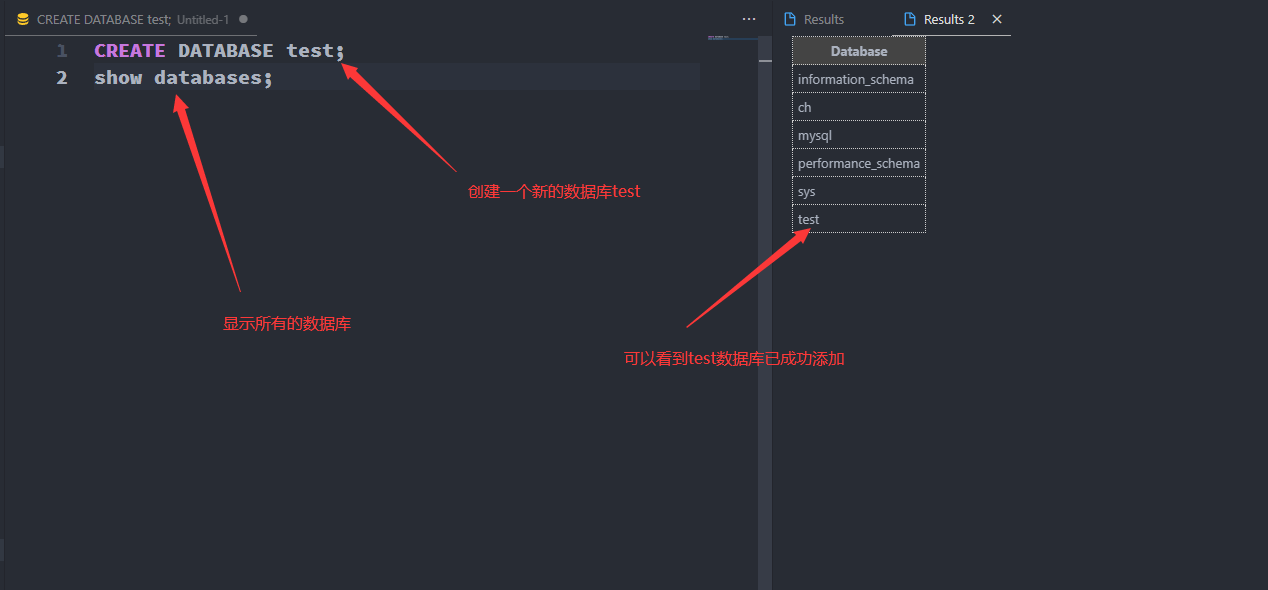 CREATE DATABASE test; Untitled-1
1 CREATE DATABASE test;
2 show databases;
创建一个新的数据库test
显示所有的数据库
Results
Results 2
Database
information_schema
ch
mysql
performance_schema
sys
test
可以看到test数据库已成功添加